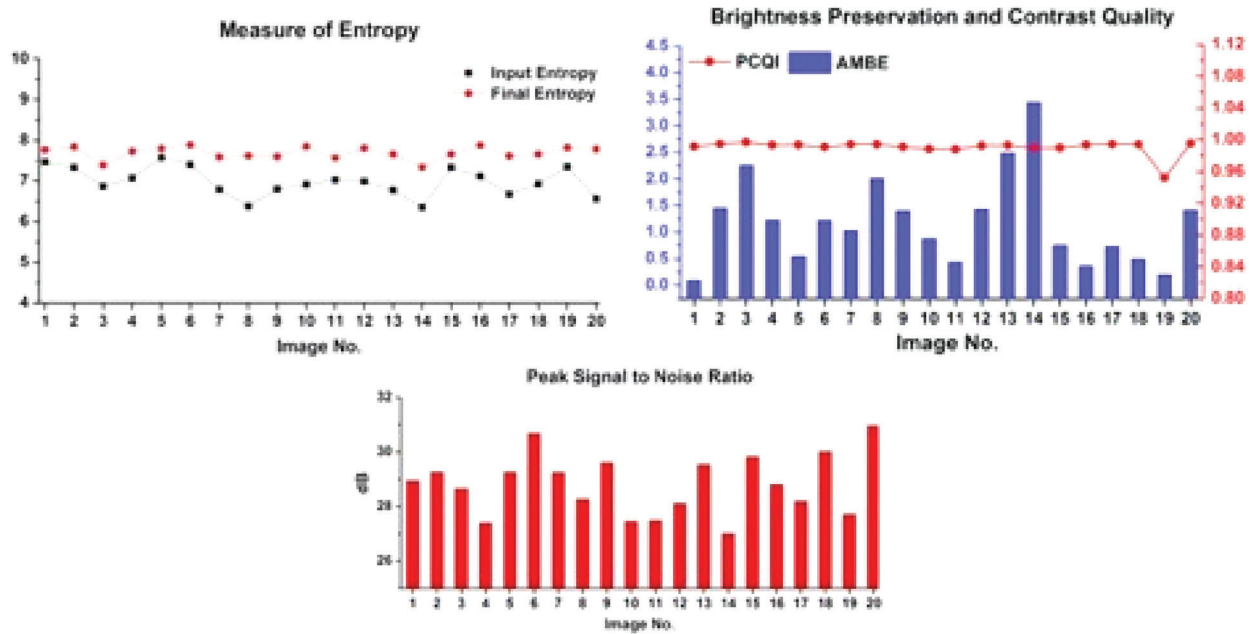 Measure of Entropy
10
9
8
7
6
5
4
Input Entropy
Final Entropy
1 2 3 4 5 6 7 8 9 10 11 12 13 14 15 16 17 18 19 20
Image No.
Brightness Preservation and Contrast Quality
4.5
4.0
3.5
3.0
2.5
2.0
1.5
1.0
0.5
0.0
PCQI AMBE
1.12
1.08
1.04
1.00
0.96
0.92
0.88
0.84
0.80
1 2 3 4 5 6 7 8 9 10 11 12 13 14 15 16 17 18 19 20
Image No.
Peak Signal to Noise Ratio
32
30
28
26
dB
1 2 3 4 5 6 7 8 9 10 11 12 13 14 15 16 17 18 19 20
Image No.